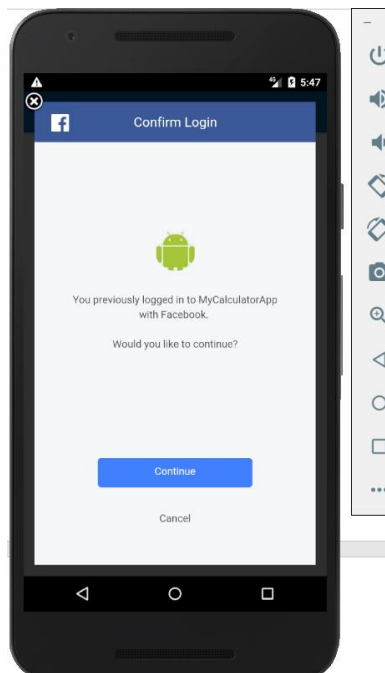 4G 5:47
f Confirm Login
You previously logged in to MyCalculatorApp
with Facebook.
Would you like to continue?
Continue
Cancel